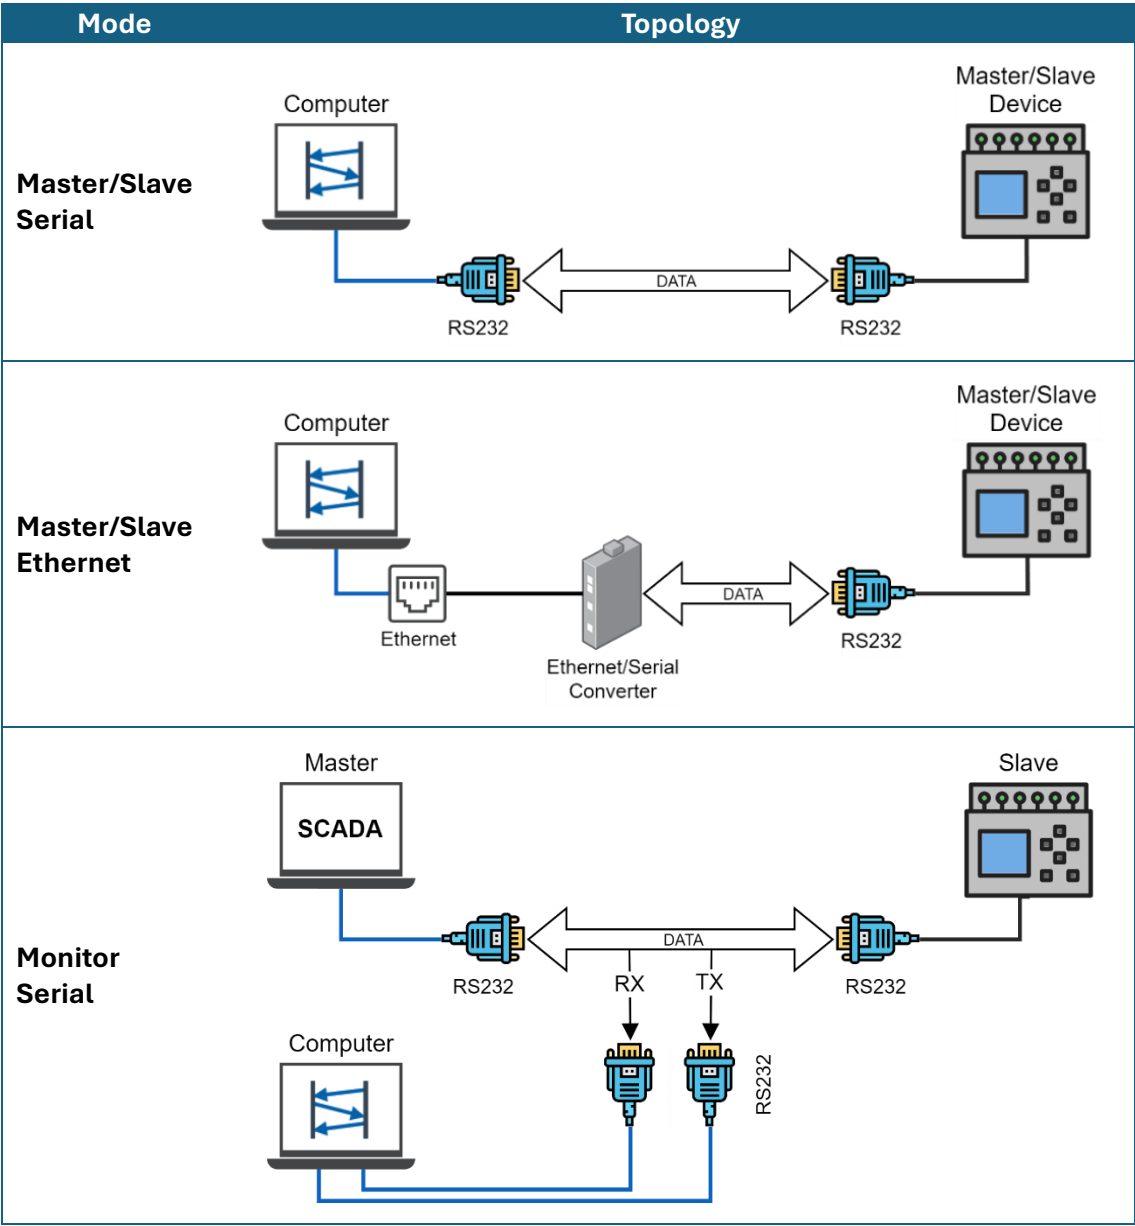 Mode
Topology
Master/Slave
Serial
Computer
Master/Slave
Device
DATA
RS232
RS232
Master/Slave
Ethernet
Computer
Master/Slave
Device
Ethernet
DATA
RS232
Ethernet/Serial
Converter
Monitor
Serial
Master
SCADA
Slave
DATA
RS232
RX
TX
RS232
Computer
RS232